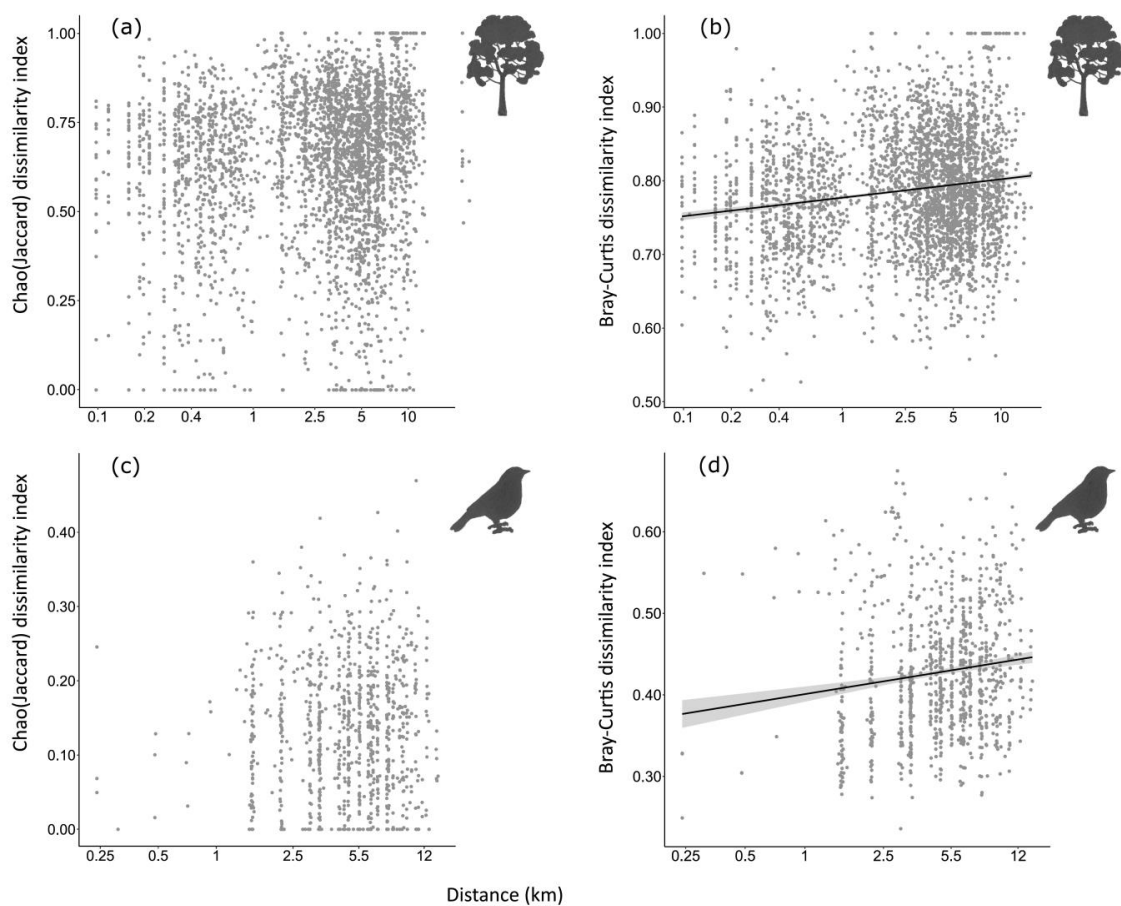 (a)
Chao(Jaccard) dissimilarity index
1.00
0.75
0.50
0.25
0.00
0.1 0.2 0.4 1 2.5 5 10
(b)
Bray-Curtis dissimilarity index
1.00
0.90
0.80
0.70
0.60
0.50
0.1 0.2 0.4 1 2.5 5 10
(c)
Chao(Jaccard) dissimilarity index
0.40
0.30
0.20
0.10
0.00
0.25 0.5 1 2.5 5.5 12
(d)
Bray-Curtis dissimilarity index
0.60
0.50
0.40
0.30
0.25 0.5 1 2.5 5.5 12
Distance (km)